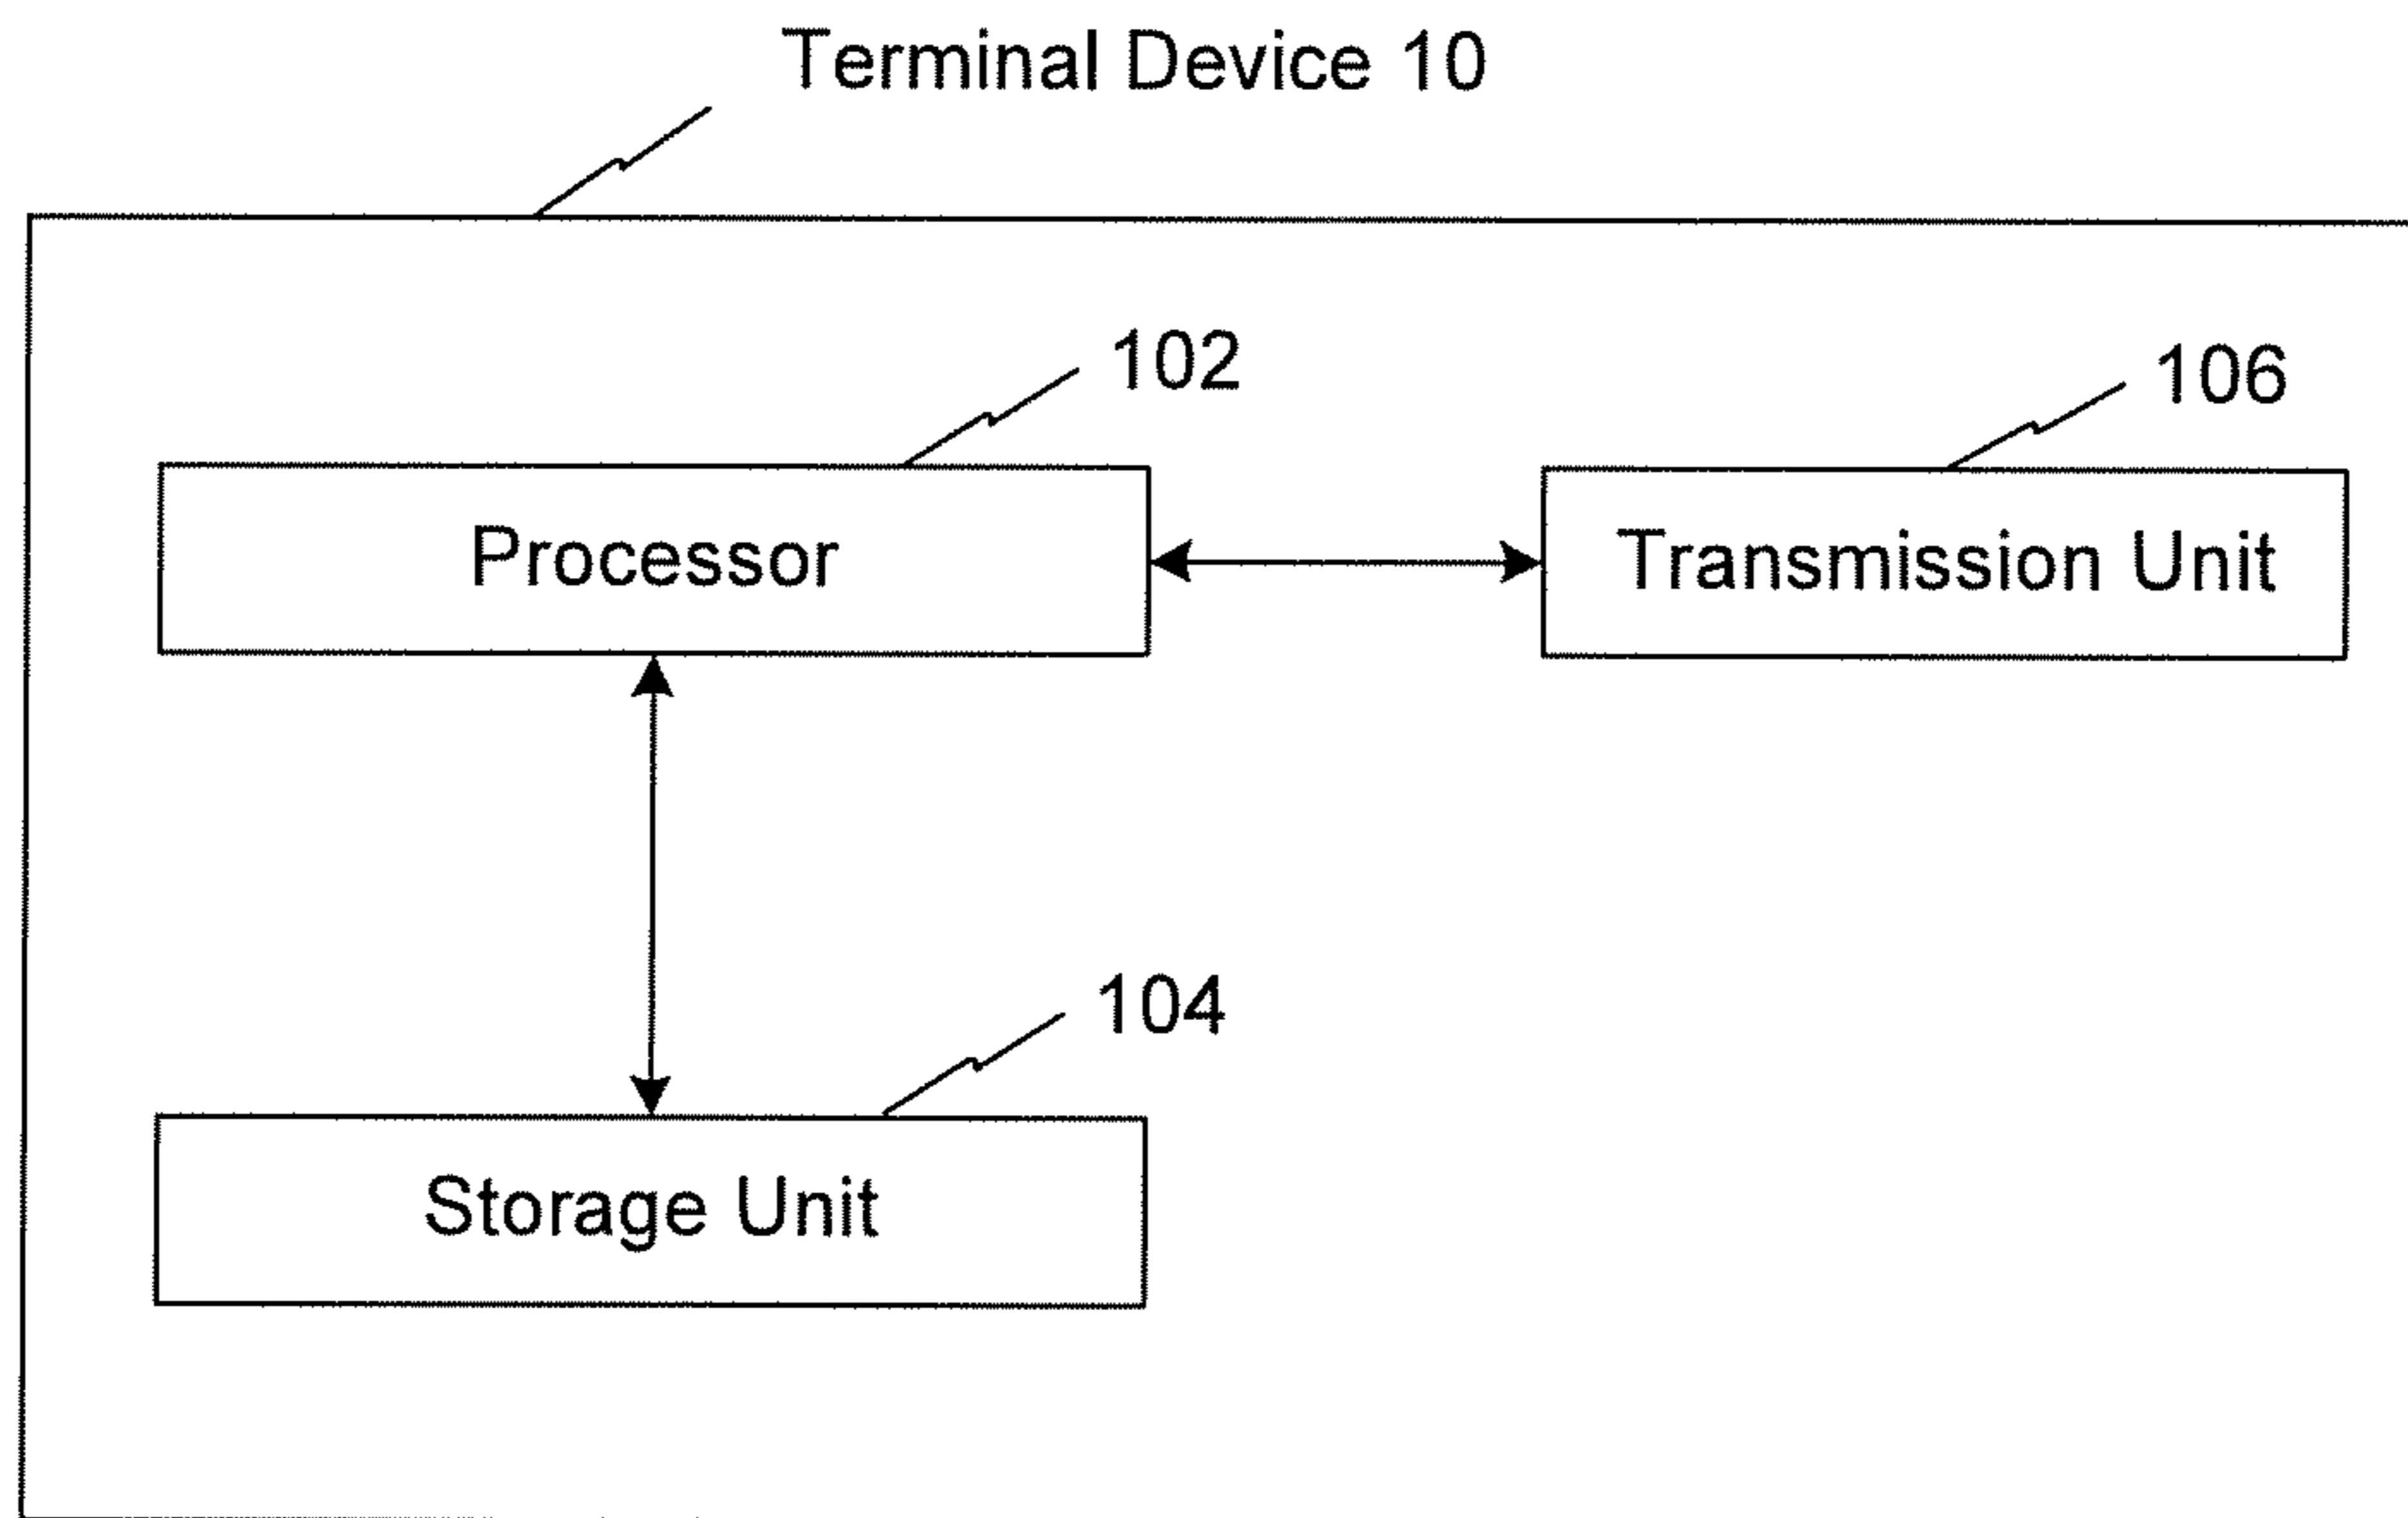 Terminal Device 10
102
106
Processor
Transmission Unit
104
Storage Unit